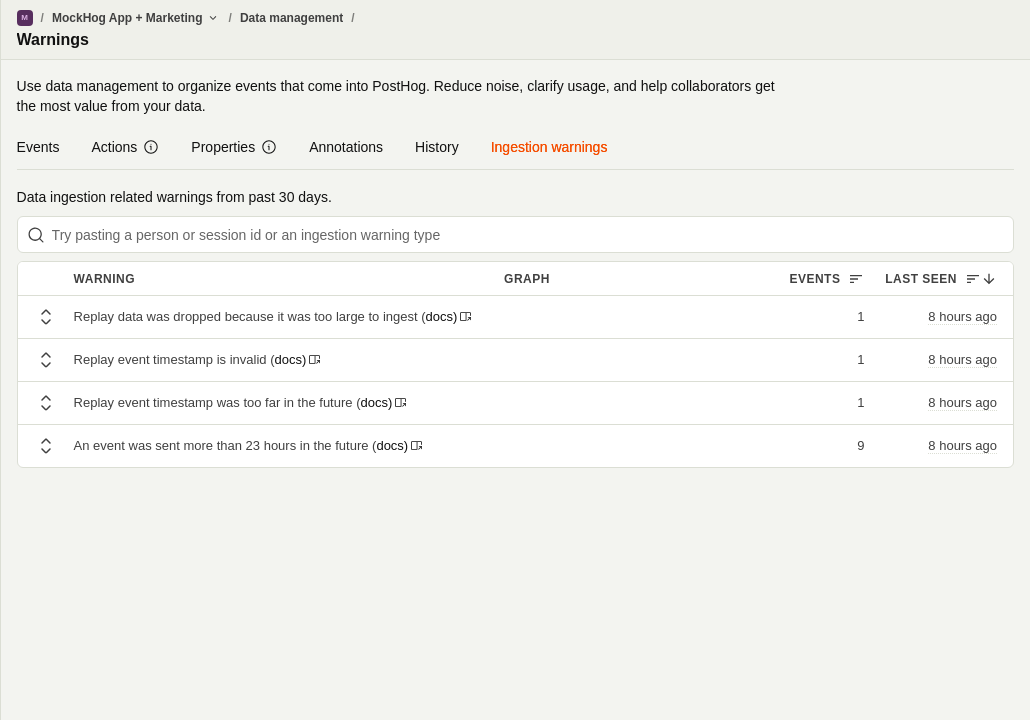 M / MockHog App + Marketing / Data management /
Warnings
Use data management to organize events that come into PostHog. Reduce noise, clarify usage, and help collaborators get
the most value from your data.
Events Actions Properties Annotations History Ingestion warnings
Data ingestion related warnings from past 30 days.
Try pasting a person or session id or an ingestion warning type
WARNING GRAPH EVENTS LAST SEEN
Replay data was dropped because it was too large to ingest (docs) 1 8 hours ago
Replay event timestamp is invalid (docs) 1 8 hours ago
Replay event timestamp was too far in the future (docs) 1 8 hours ago
An event was sent more than 23 hours in the future (docs) 9 8 hours ago